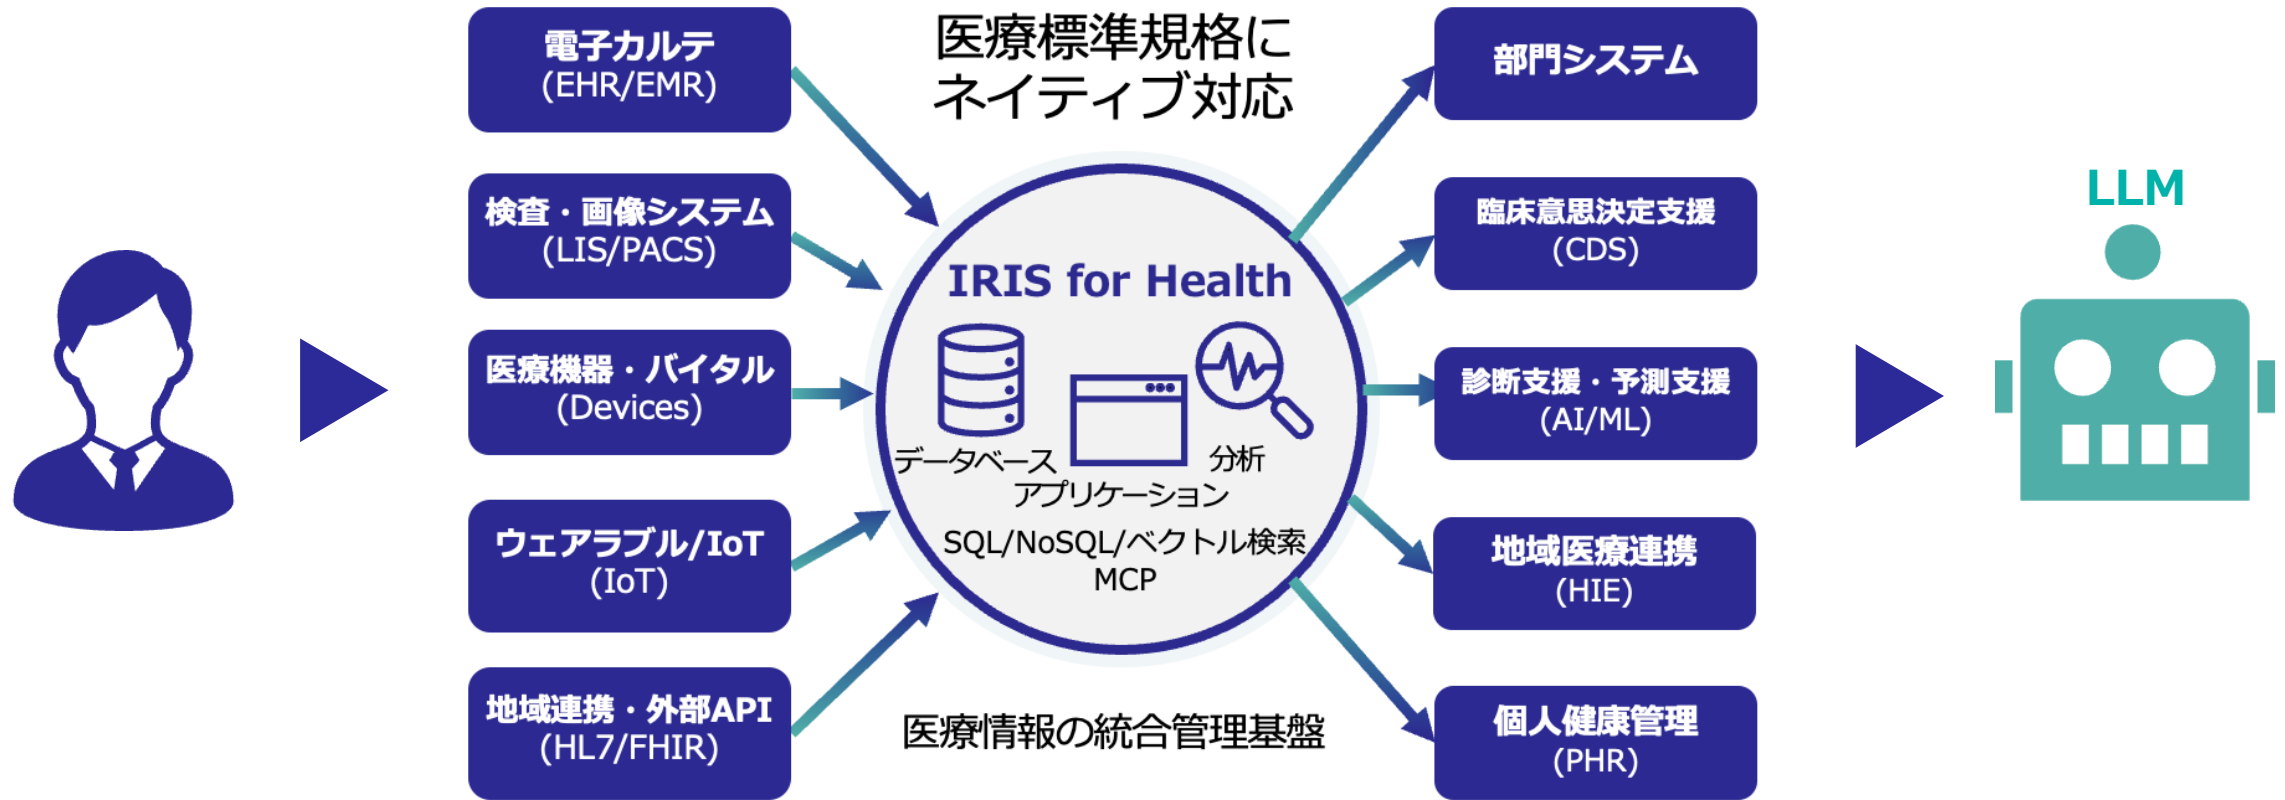 電子カルテ
(EHR/EMR)
検査・画像システム
(LIS/PACS)
医療機器・バイタル
(Devices)
ウェアラブル/IoT
(IoT)
地域連携・外部API
(HL7/FHIR)
医療標準規格に
ネイティブ対応
IRIS for Health
データベース
分析
アプリケーション
SQL/NoSQL/ベクトル検索
MCP
医療情報の統合管理基盤
部門システム
臨床意思決定支援
(CDS)
診断支援・予測支援
(AI/ML)
地域医療連携
(HIE)
個人健康管理
(PHR)
LLM